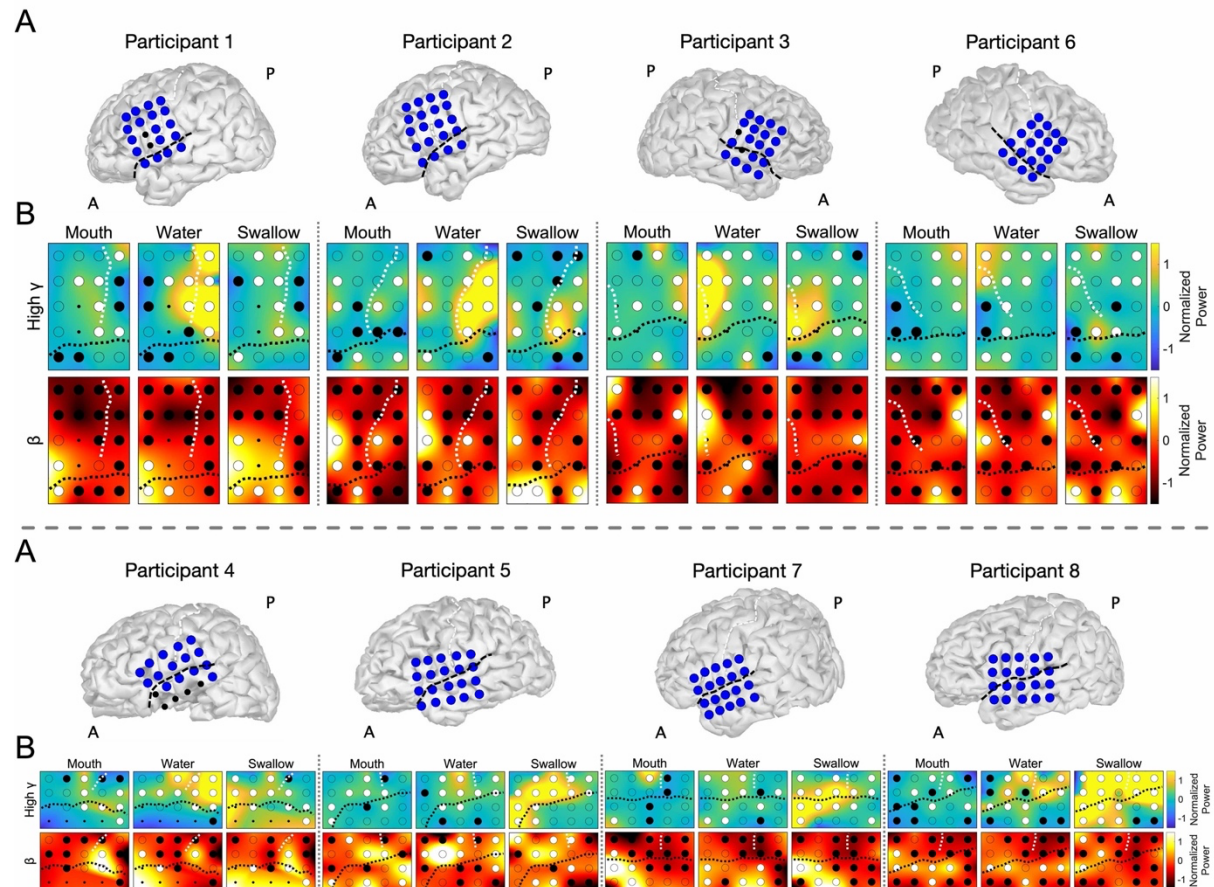 A
Participant 1 Participant 2 Participant 3 Participant 6
P P P P
A A A A
B
Mouth Water Swallow Mouth Water Swallow Mouth Water Swallow Mouth Water Swallow
High γ
1
0
-1
Normalized Power
β
1
0
-1
Normalized Power
A
Participant 4 Participant 5 Participant 7 Participant 8
P P P P
A A A A
B
Mouth Water Swallow Mouth Water Swallow Mouth Water Swallow Mouth Water Swallow
High γ
1
0
-1
Normalized
Power
β
1
0
-1
Normalized
Power